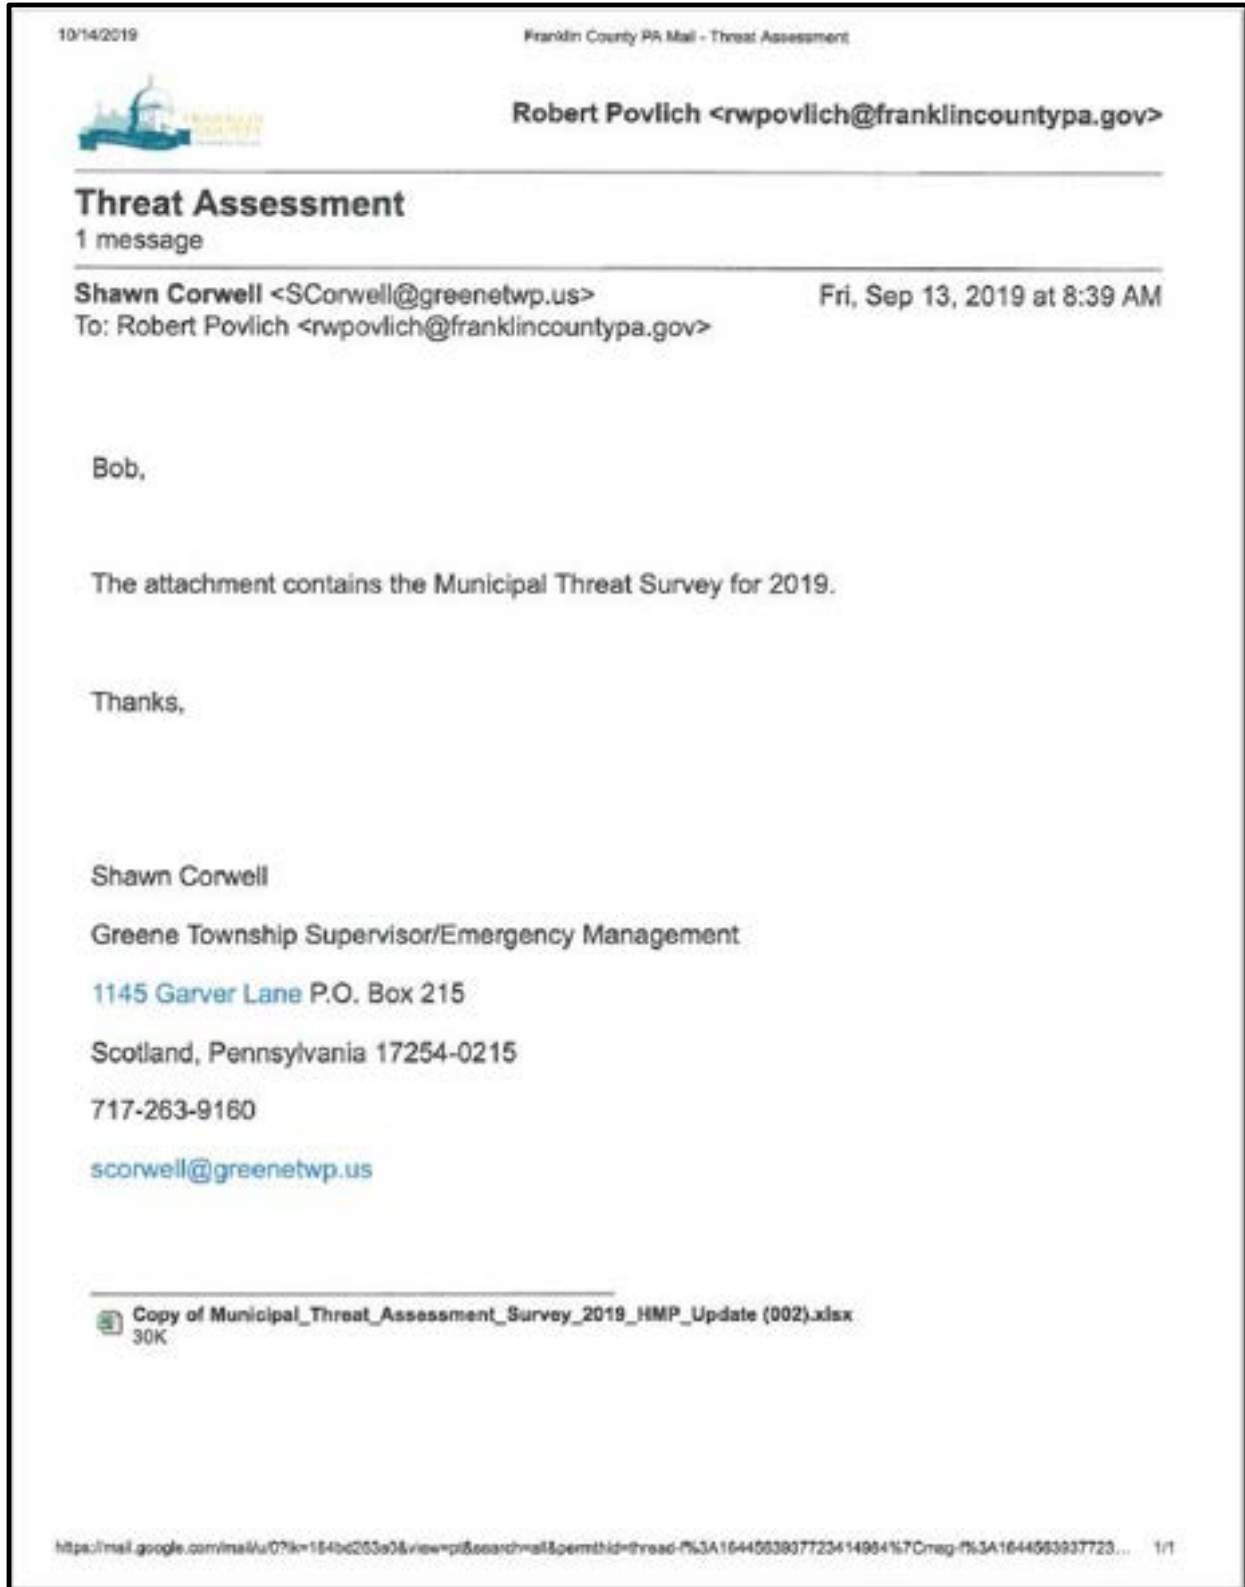 10/14/2019
Franklin County PA Mail - Threat Assessment
FRANKLIN
COUNTY
Robert Povlich <rwpovlich@franklincountypa.gov>
Threat Assessment
1 message
Shawn Corwell <SCorwell@greenetwp.us>
Fri, Sep 13, 2019 at 8:39 AM
To: Robert Povlich <rwpovlich@franklincountypa.gov>
Bob,
The attachment contains the Municipal Threat Survey for 2019.
Thanks,
Shawn Corwell
Greene Township Supervisor/Emergency Management
1145 Garver Lane P.O. Box 215
Scotland, Pennsylvania 17254-0215
717-263-9160
scorwell@greenetwp.us
Copy of Municipal_Threat_Assessment_Survey_2019_HMP_Update (002).xlsx
30K
1/1